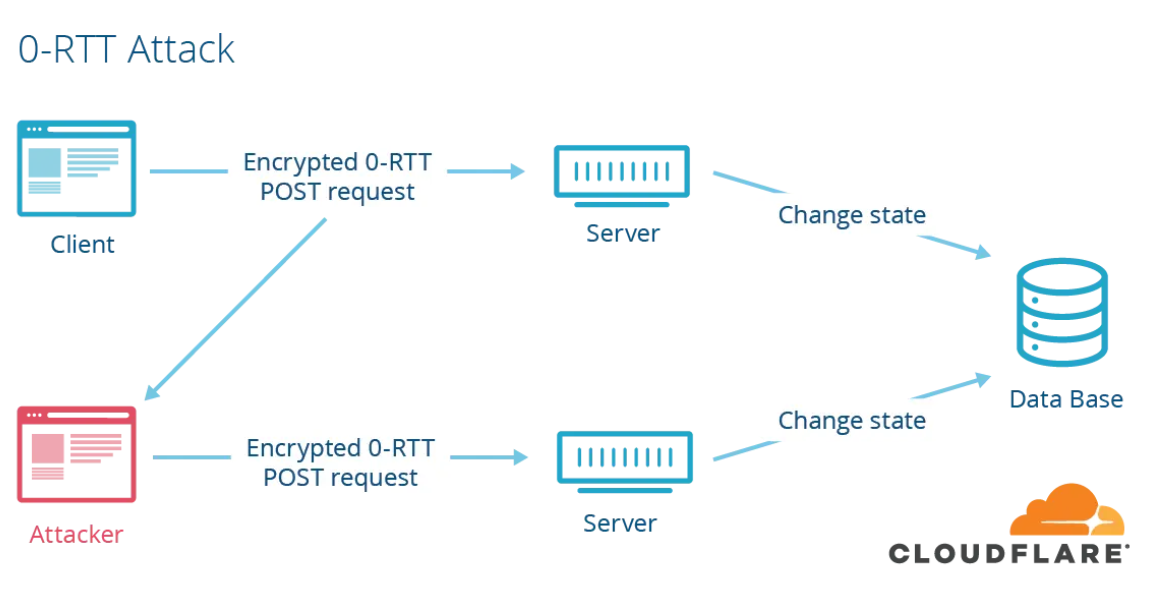 0-RTT Attack
Encrypted 0-RTT
POST request
Client
Server
Change state
Data Base
Encrypted 0-RTT
POST request
Attacker
Server
Change state
CLOUDFLARE